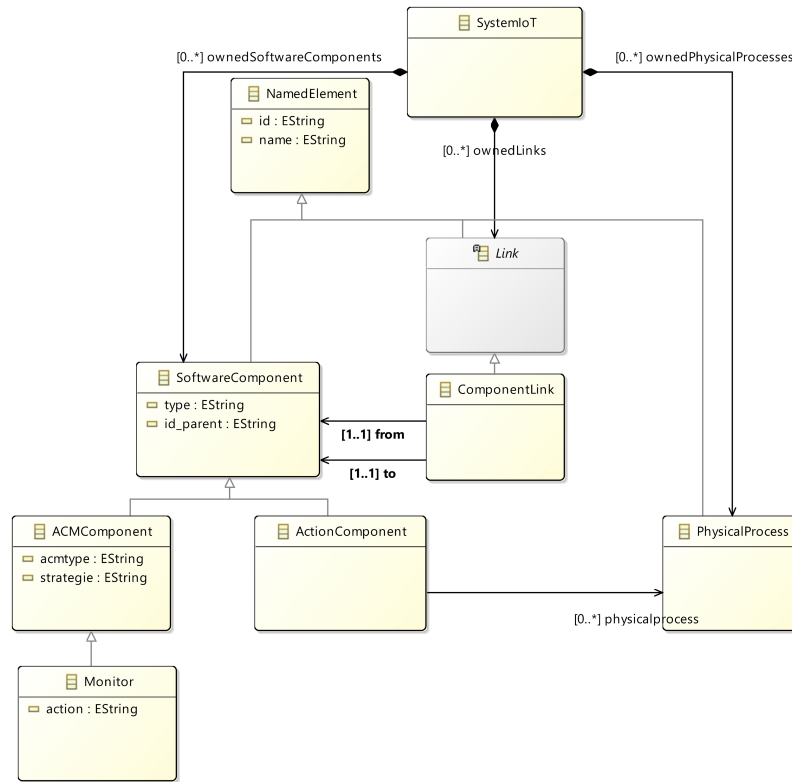 SystemIoT
[0..*] ownedSoftwareComponents
[0..*] ownedPhysicalProcesses
NamedElement
id : EString
name : EString
[0..*] ownedLinks
Link
SoftwareComponent
type : EString
id_parent : EString
ComponentLink
[1..1] from
[1..1] to
ACMComponent
acmtype : EString
strategie : EString
ActionComponent
PhysicalProcess
[0..*] physicalprocess
Monitor
action : EString